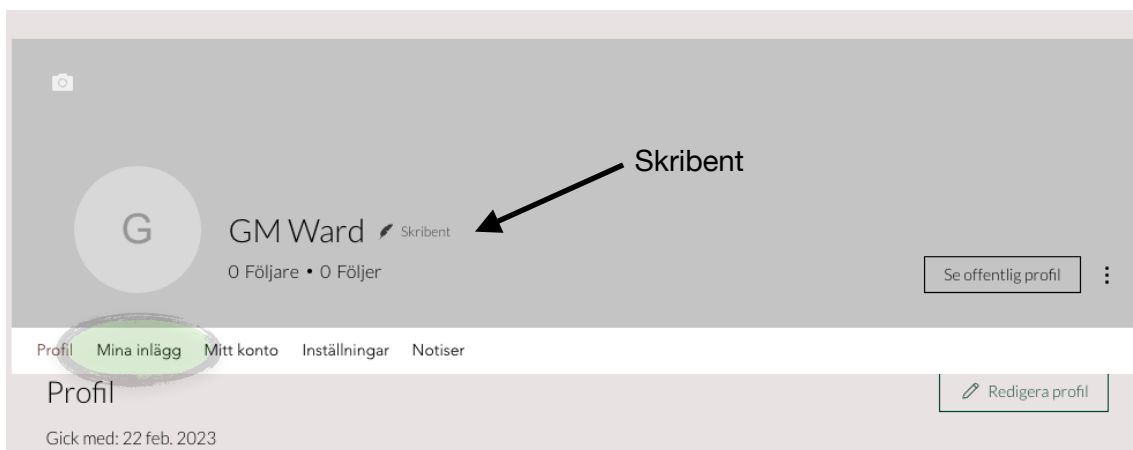 Skribent
G
GM Ward Skribent
0 Följare • 0 Följer
Se offentlig profil
Profil Mina inlägg Mitt konto Inställningar Notiser
Profil
Redigera profil
Gick med: 22 feb. 2023